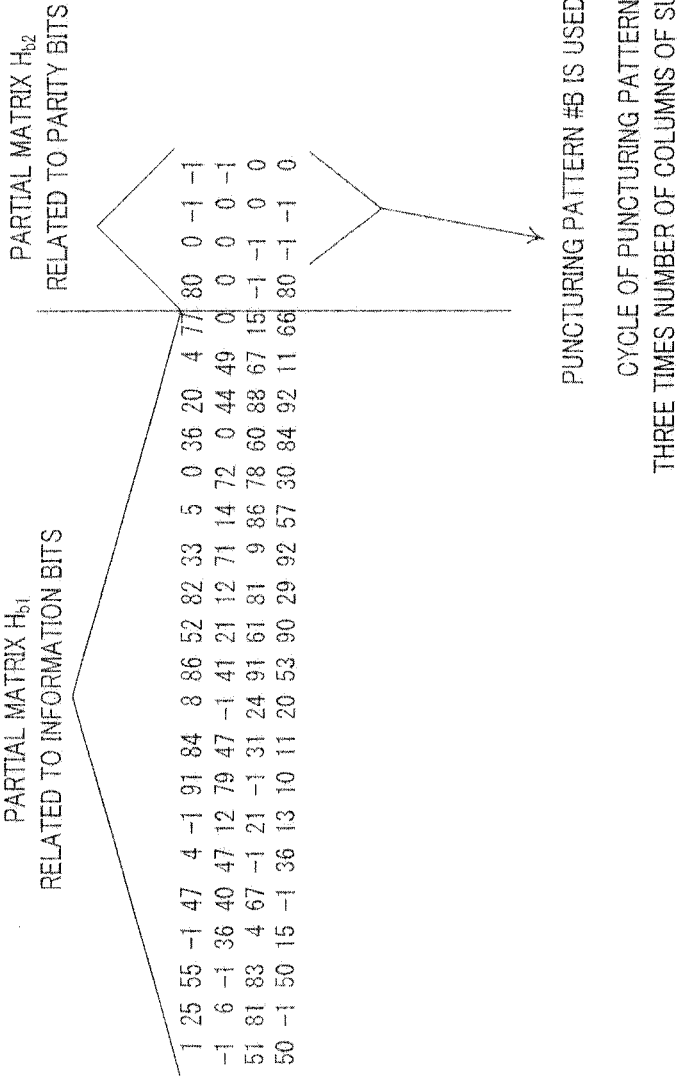 PARTIAL MATRIX Hb1
RELATED TO INFORMATION BITS
PARTIAL MATRIX Hb2
RELATED TO PARITY BITS
1 25 55 −1 47 4 −1 91 84 8 86 52 82 33 5 0 36 20 4 77 80 0 −1 −1
−1 6 −1 36 40 47 12 79 47 −1 41 21 12 71 14 72 0 44 49 0 0 0 0 −1
51 81 83 4 67 −1 21 −1 31 24 91 61 81 9 86 78 60 88 67 15 −1 −1 0 0
50 −1 50 15 −1 36 13 10 11 20 53 90 29 92 57 30 84 92 11 66 80 −1 −1 0
PUNCTURING PATTERN #B IS USED
CYCLE OF PUNCTURING PATTERN
THREE TIMES NUMBER OF COLUMNS OF